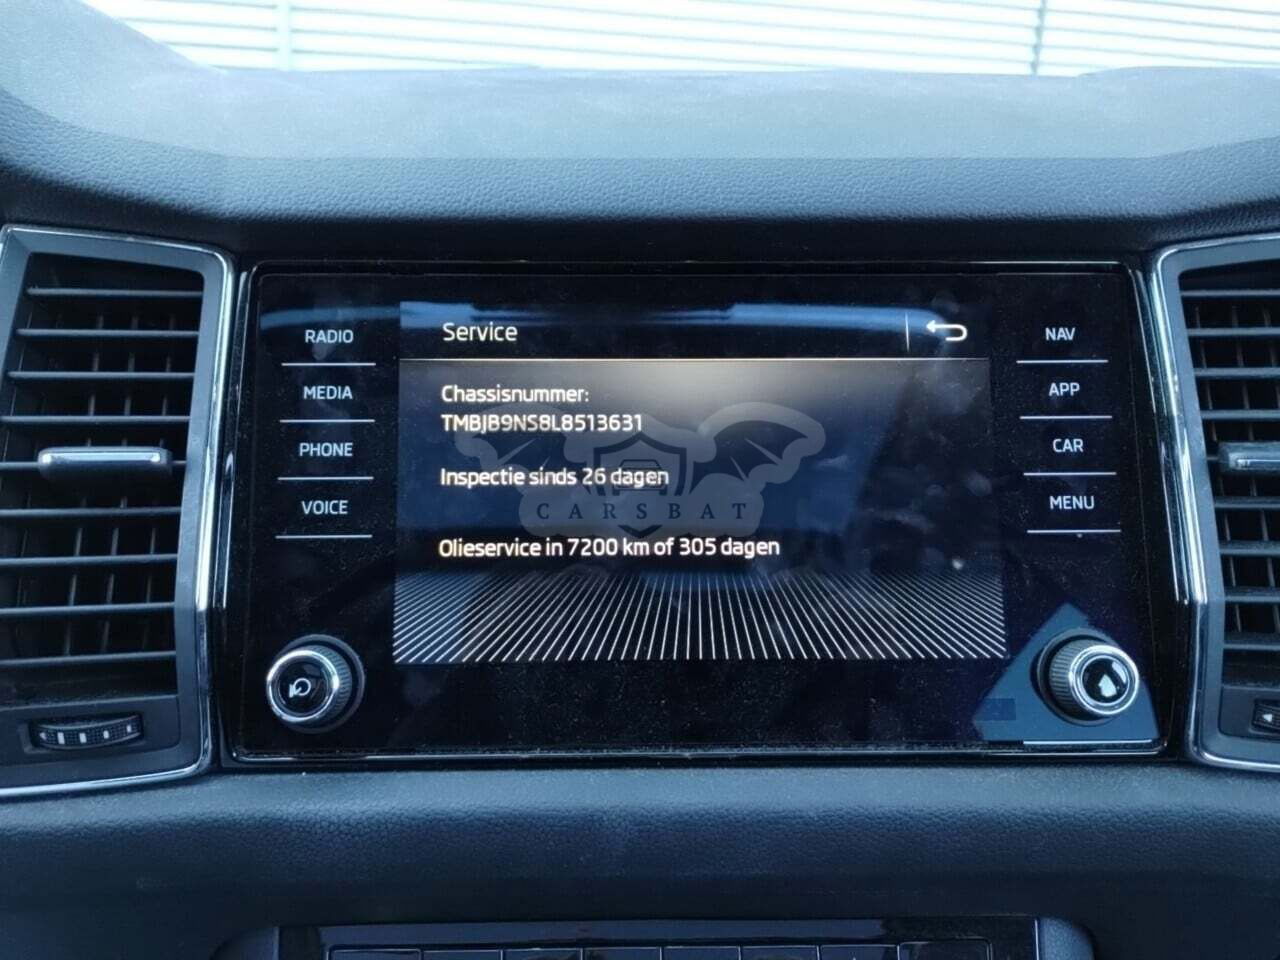 RADIO
MEDIA
PHONE
VOICE
Service
Chassisnummer:
TMBJB9NS8L8513631
Inspectie sinds 26 dagen
CARSBAT
Olieservice in 7200 km of 305 dagen
NAV
APP
CAR
MENU